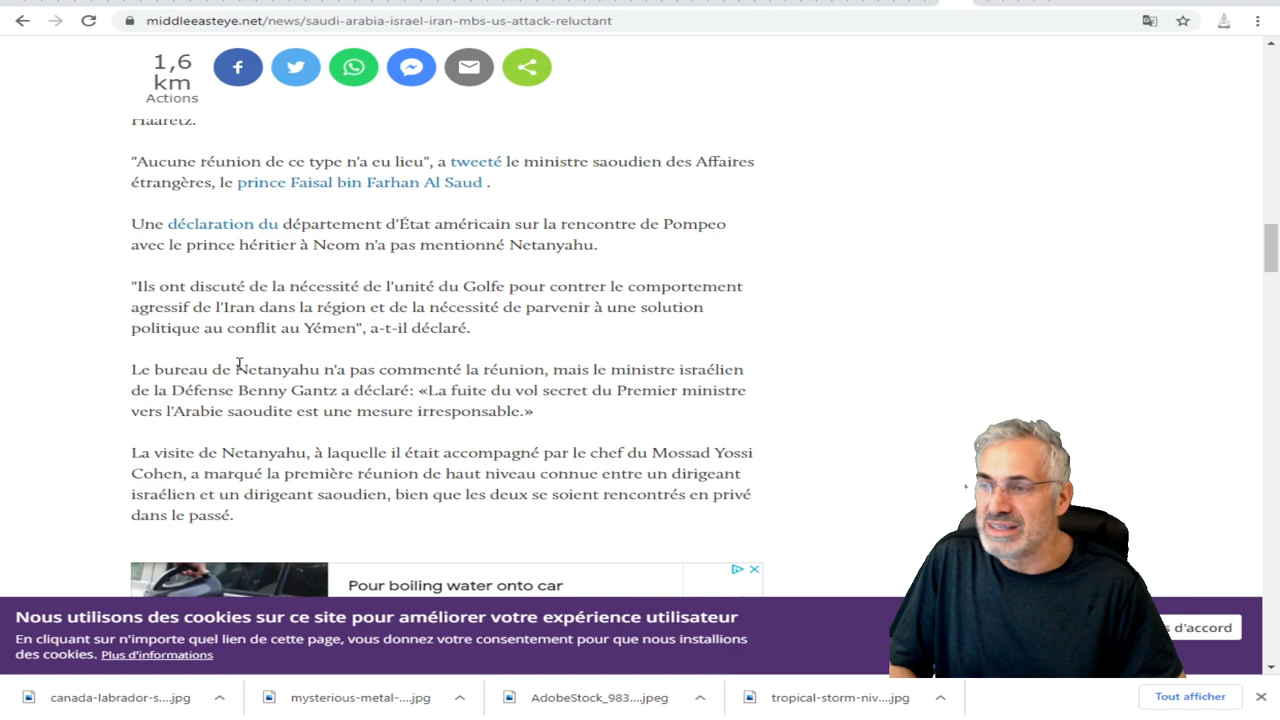 middleeasteye.net/news/saudi-arabia-israel-iran-mbs-us-attack-reluctant
1,6
km
Actions
Haaretz.
"Aucune réunion de ce type n'a eu lieu", a tweeté le ministre saoudien des Affaires
étrangères, le prince Faisal bin Farhan Al Saud .
Une déclaration du département d'État américain sur la rencontre de Pompeo
avec le prince héritier à Neom n'a pas mentionné Netanyahu.
"Ils ont discuté de la nécessité de l'unité du Golfe pour contrer le comportement
agressif de l'Iran dans la région et de la nécessité de parvenir à une solution
politique au conflit au Yémen", a-t-il déclaré.
Le bureau de Netanyahu n'a pas commenté la réunion, mais le ministre israélien
de la Défense Benny Gantz a déclaré: «La fuite du vol secret du Premier ministre
vers l'Arabie saoudite est une mesure irresponsable.»
La visite de Netanyahu, à laquelle il était accompagné par le chef du Mossad Yossi
Cohen, a marqué la première réunion de haut niveau connue entre un dirigeant
israélien et un dirigeant saoudien, bien que les deux se soient rencontrés en privé
dans le passé.
Pour boiling water onto car
Nous utilisons des cookies sur ce site pour améliorer votre expérience utilisateur
En cliquant sur n'importe quel lien de cette page, vous donnez votre consentement pour que nous installions
des cookies. Plus d'informations
d'accord
canada-labrador-s....jpg
mysterious-metal-....jpg
AdobeStock_983....jpeg
tropical-storm-niv....jpg
Tout afficher